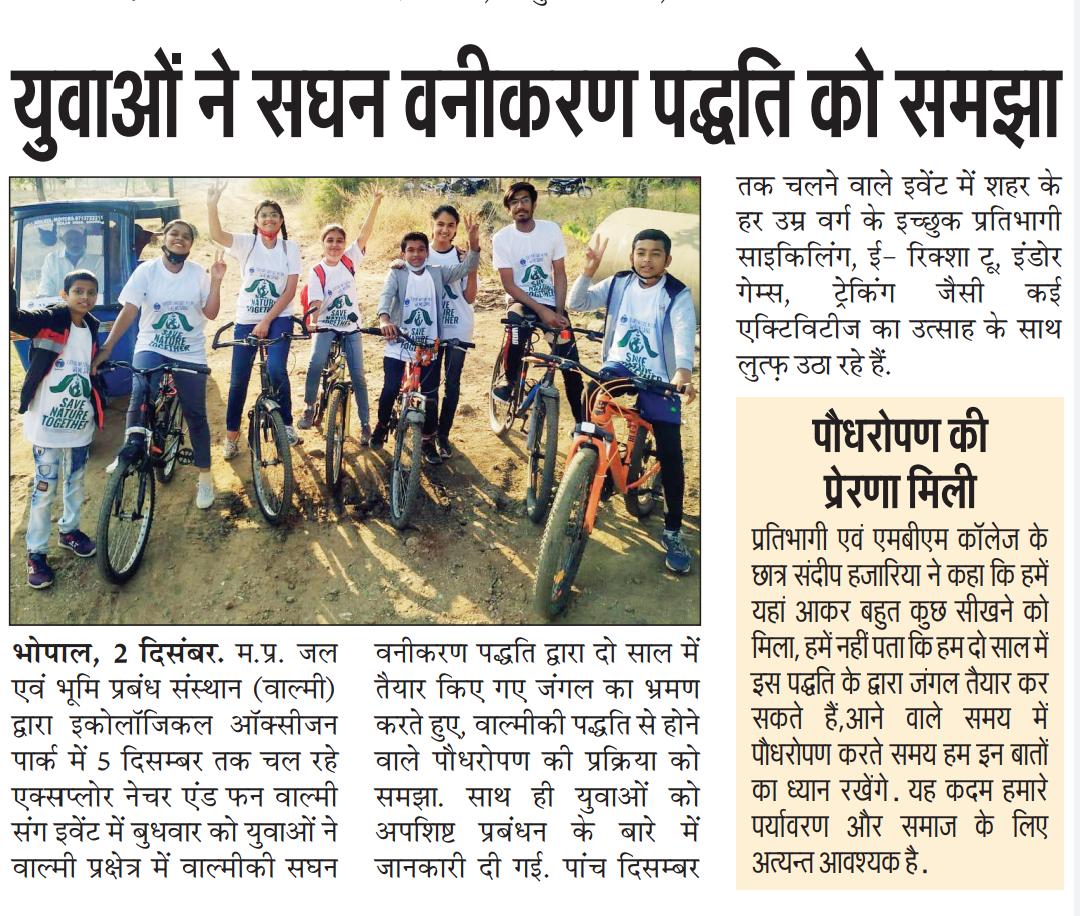 युवाओं ने सघन वनीकरण पद्धति को समझा
SAVE
NATURE
TOGETHER
SAVE
NATURE
TOGETHER
SAVE
NATURE
TOGETHER
SAVE
NATURE
TOGETHER
SAVE
NATURE
TOGETHER
भोपाल, 2 दिसंबर. म.प्र. जल
एवं भूमि प्रबंध संस्थान (वाल्मी)
द्वारा इकोलॉजिकल ऑक्सीजन
पार्क में 5 दिसम्बर तक चल रहे
एक्सप्लोर नेचर एंड फन वाल्मी
संग इवेंट में बुधवार को युवाओं ने
वाल्मी प्रक्षेत्र में वाल्मीकी सघन
वनीकरण पद्धति द्वारा दो साल में
तैयार किए गए जंगल का भ्रमण
करते हुए, वाल्मीकी पद्धति से होने
वाले पौधरोपण की प्रक्रिया को
समझा. साथ ही युवाओं को
अपशिष्ट प्रबंधन के बारे में
जानकारी दी गई. पांच दिसम्बर
तक चलने वाले इवेंट में शहर के
हर उम्र वर्ग के इच्छुक प्रतिभागी
साइकिलिंग, ई- रिक्शा टू, इंडोर
गेम्स, ट्रेकिंग जैसी कई
एक्टिविटीज का उत्साह के साथ
लुत्फ़ उठा रहे हैं.
पौधरोपण की
प्रेरणा मिली
प्रतिभागी एवं एमबीएम कॉलेज के
छात्र संदीप हजारिया ने कहा कि हमें
यहां आकर बहुत कुछ सीखने को
मिला, हमें नहीं पता कि हम दो साल में
इस पद्धति के द्वारा जंगल तैयार कर
सकते हैं,आने वाले समय में
पौधरोपण करते समय हम इन बातों
का ध्यान रखेंगे. यह कदम हमारे
पर्यावरण और समाज के लिए
अत्यन्त आवश्यक है.